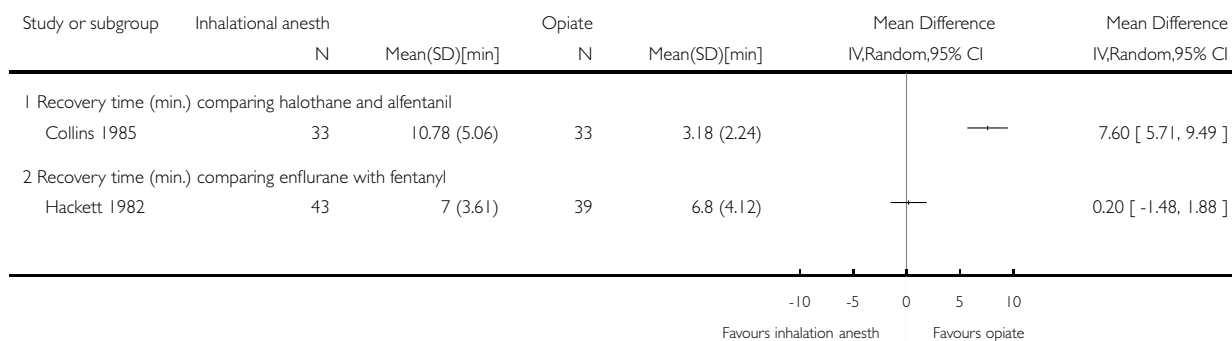 Study or subgroup Inhalational anesth Opiate Mean Difference Mean Difference
N Mean(SD)[min] N Mean(SD)[min] IV,Random,95% CI IV,Random,95% CI
1 Recovery time (min.) comparing halothane and alfentanil
Collins 1985 33 10.78 (5.06) 33 3.18 (2.24) 7.60 [ 5.71, 9.49 ]
2 Recovery time (min.) comparing enflurane with fentanyl
Hackett 1982 43 7 (3.61) 39 6.8 (4.12) 0.20 [ -1.48, 1.88 ]
-10 -5 0 5 10
Favours inhalation anesth Favours opiate